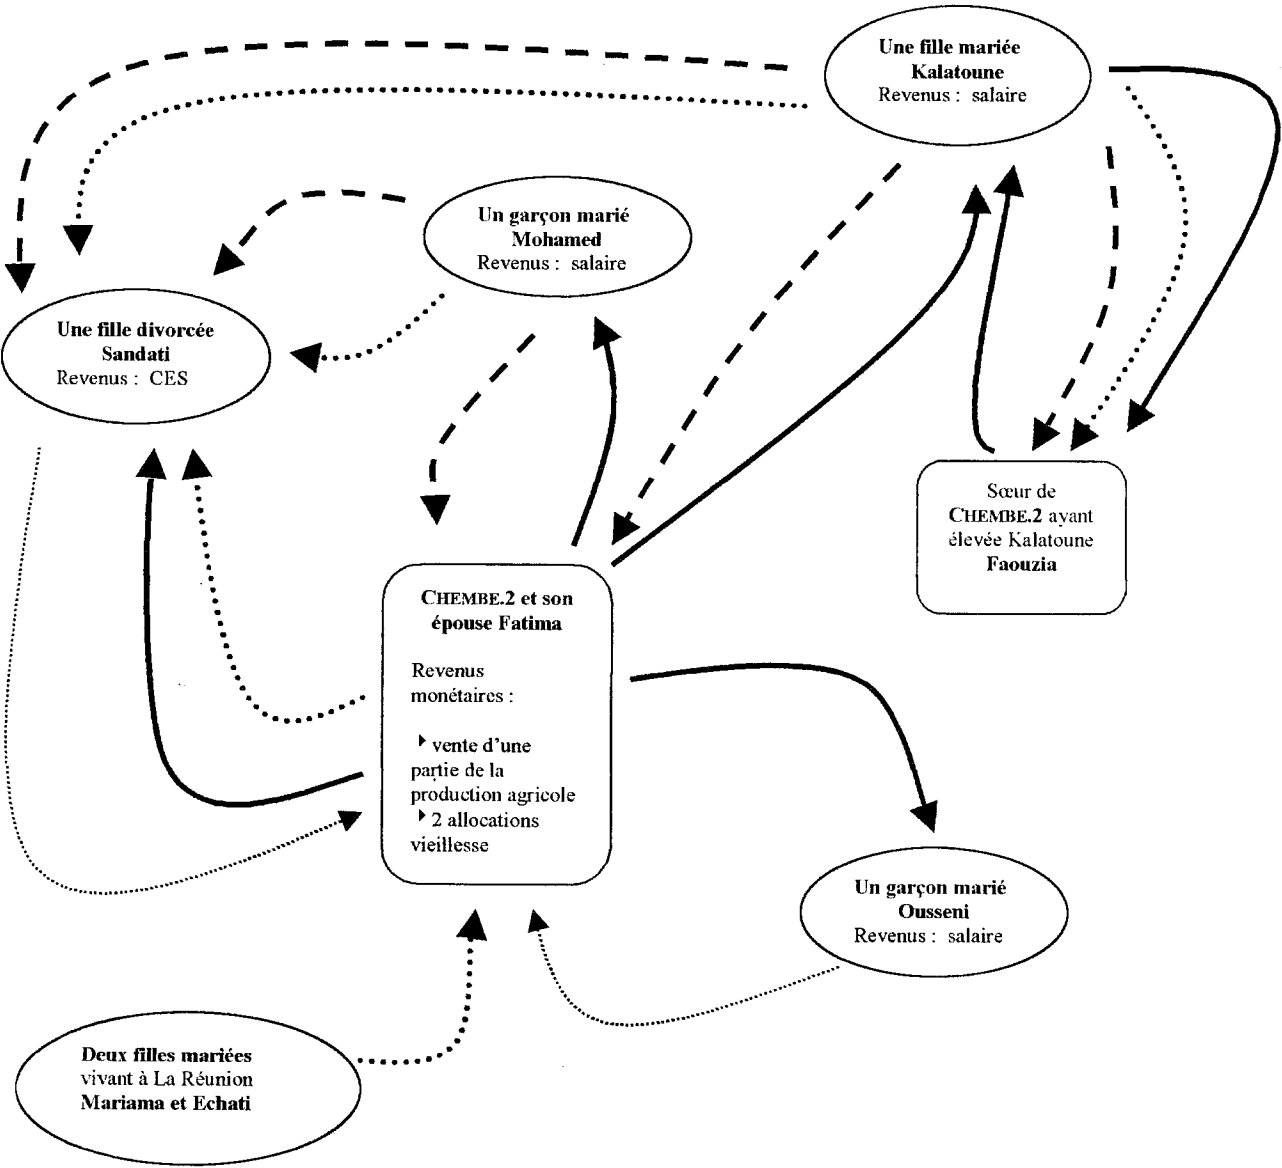 Une fille mariée
Kalatoune
Revenus : salaire
Un garçon marié
Mohamed
Revenus : salaire
Une fille divorcée
Sandati
Revenus : CES
Sœur de
CHEMBE.2 ayant
élevée Kalatoune
Faouzia
CHEMBE.2 et son
épouse Fatima
Revenus
monétaires :
vente d'une
partie de la
production agricole
2 allocations
vieillesse
Un garçon marié
Ousseni
Revenus : salaire
Deux filles mariées
vivant à La Réunion
Mariama et Echati